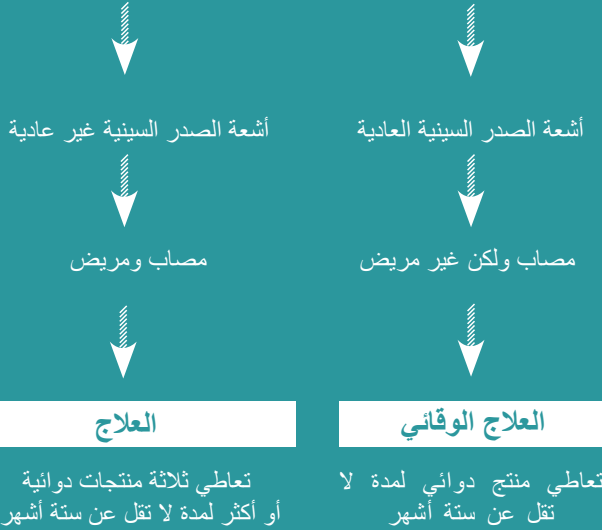 أشعة الصدر السينية العادية
أشعة الصدر السينية غير عادية
مصاب ولكن غير مريض
مصاب ومريض
العلاج الوقائي
العلاج
تعاطي منتج دوائي لمدة لا
تقل عن ستة أشهر
تعاطي ثلاثة منتجات دوائية
أو أكثر لمدة لا تقل عن ستة أشهر